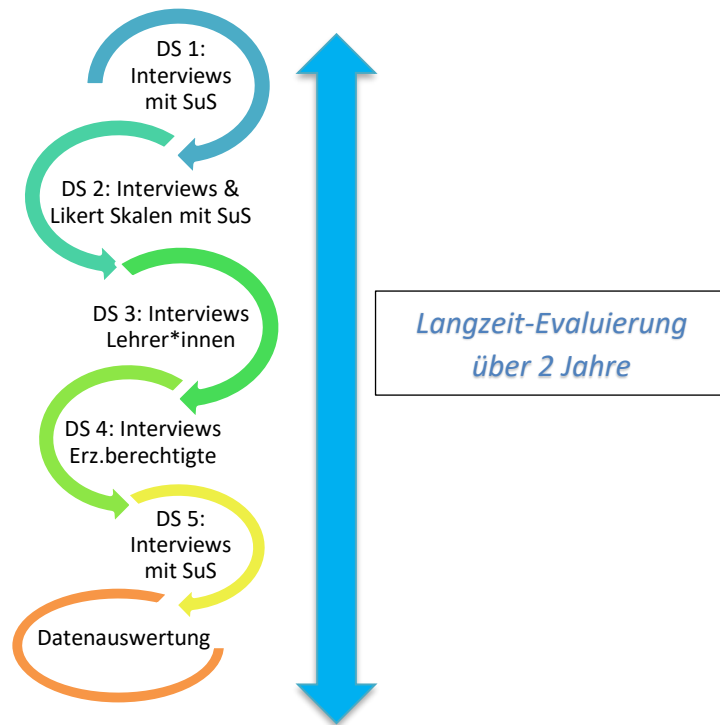 DS 1:
Interviews
mit SuS
DS 2: Interviews &
Likert Skalen mit SuS
DS 3: Interviews
Lehrer*innen
DS 4: Interviews
Erz.berechtigte
DS 5:
Interviews
mit SuS
Datenauswertung
Langzeit-Evaluierung
über 2 Jahre